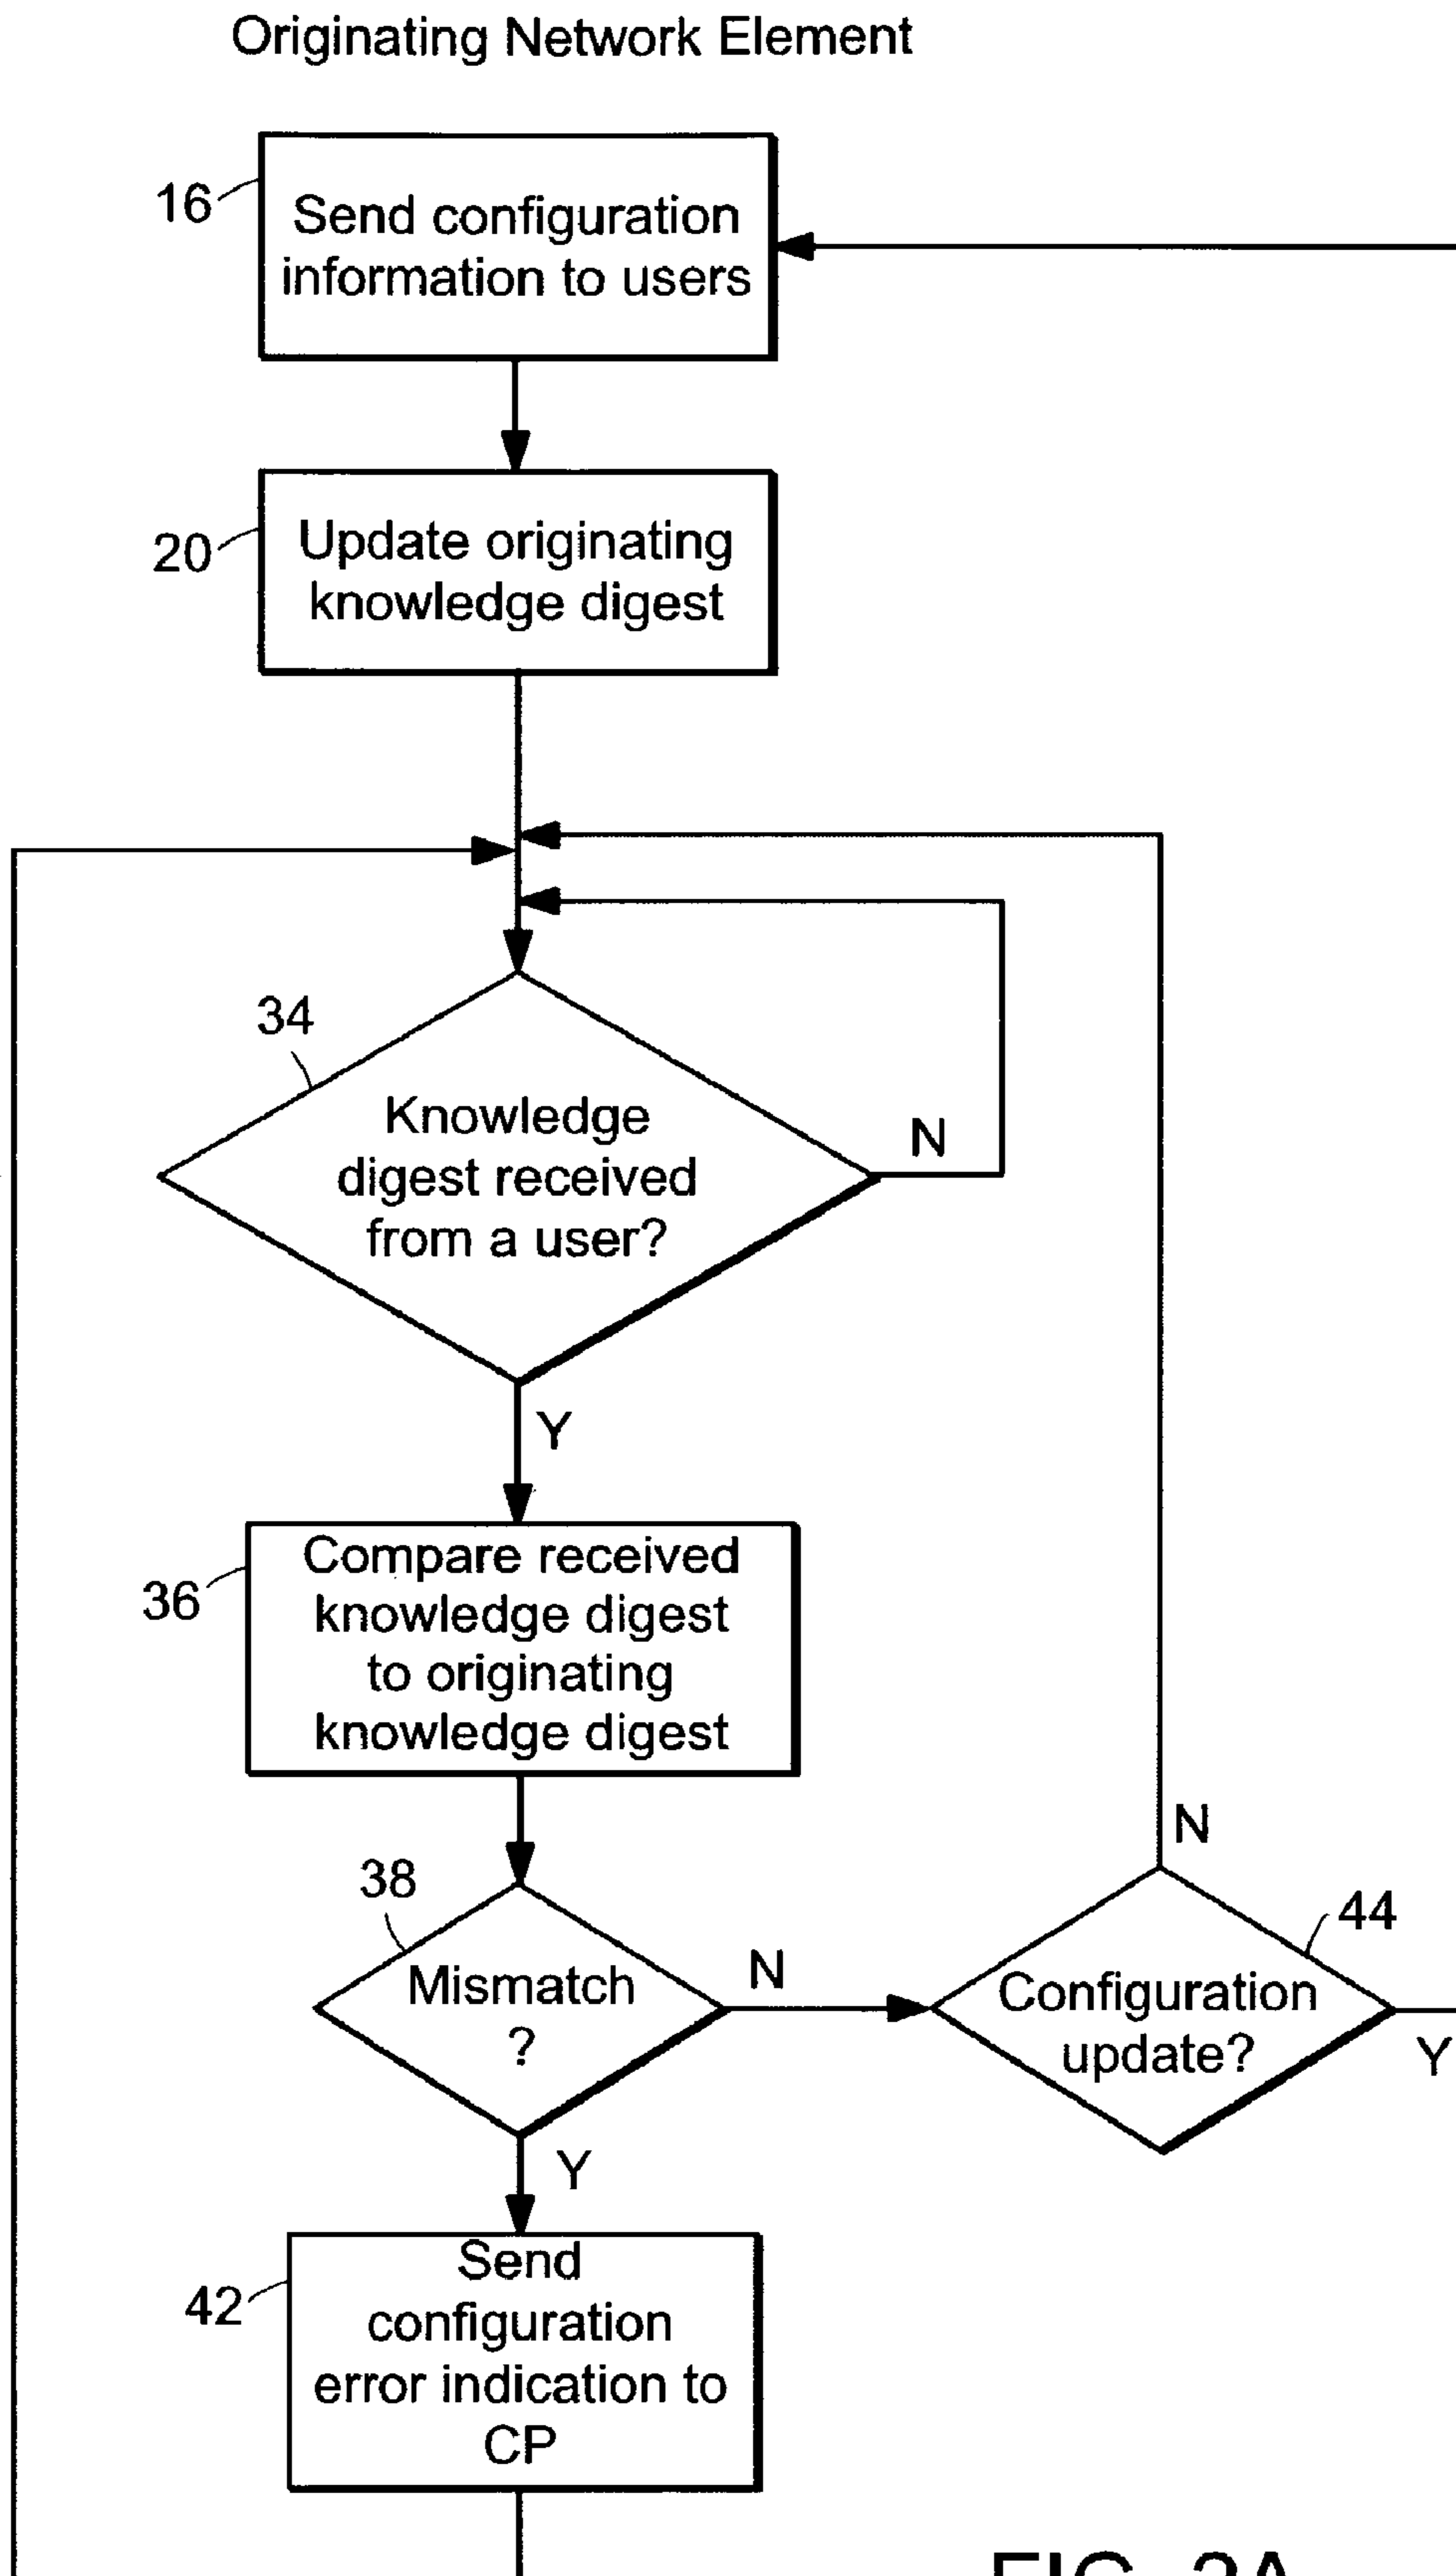 Originating Network Element
16
Send configuration
information to users
20
Update originating
knowledge digest
34
Knowledge
digest received
from a user?
N
Y
36
Compare received
knowledge digest
to originating
knowledge digest
38
Mismatch
?
N
Y
N
44
Configuration
update?
Y
42
Send
configuration
error indication to
CP